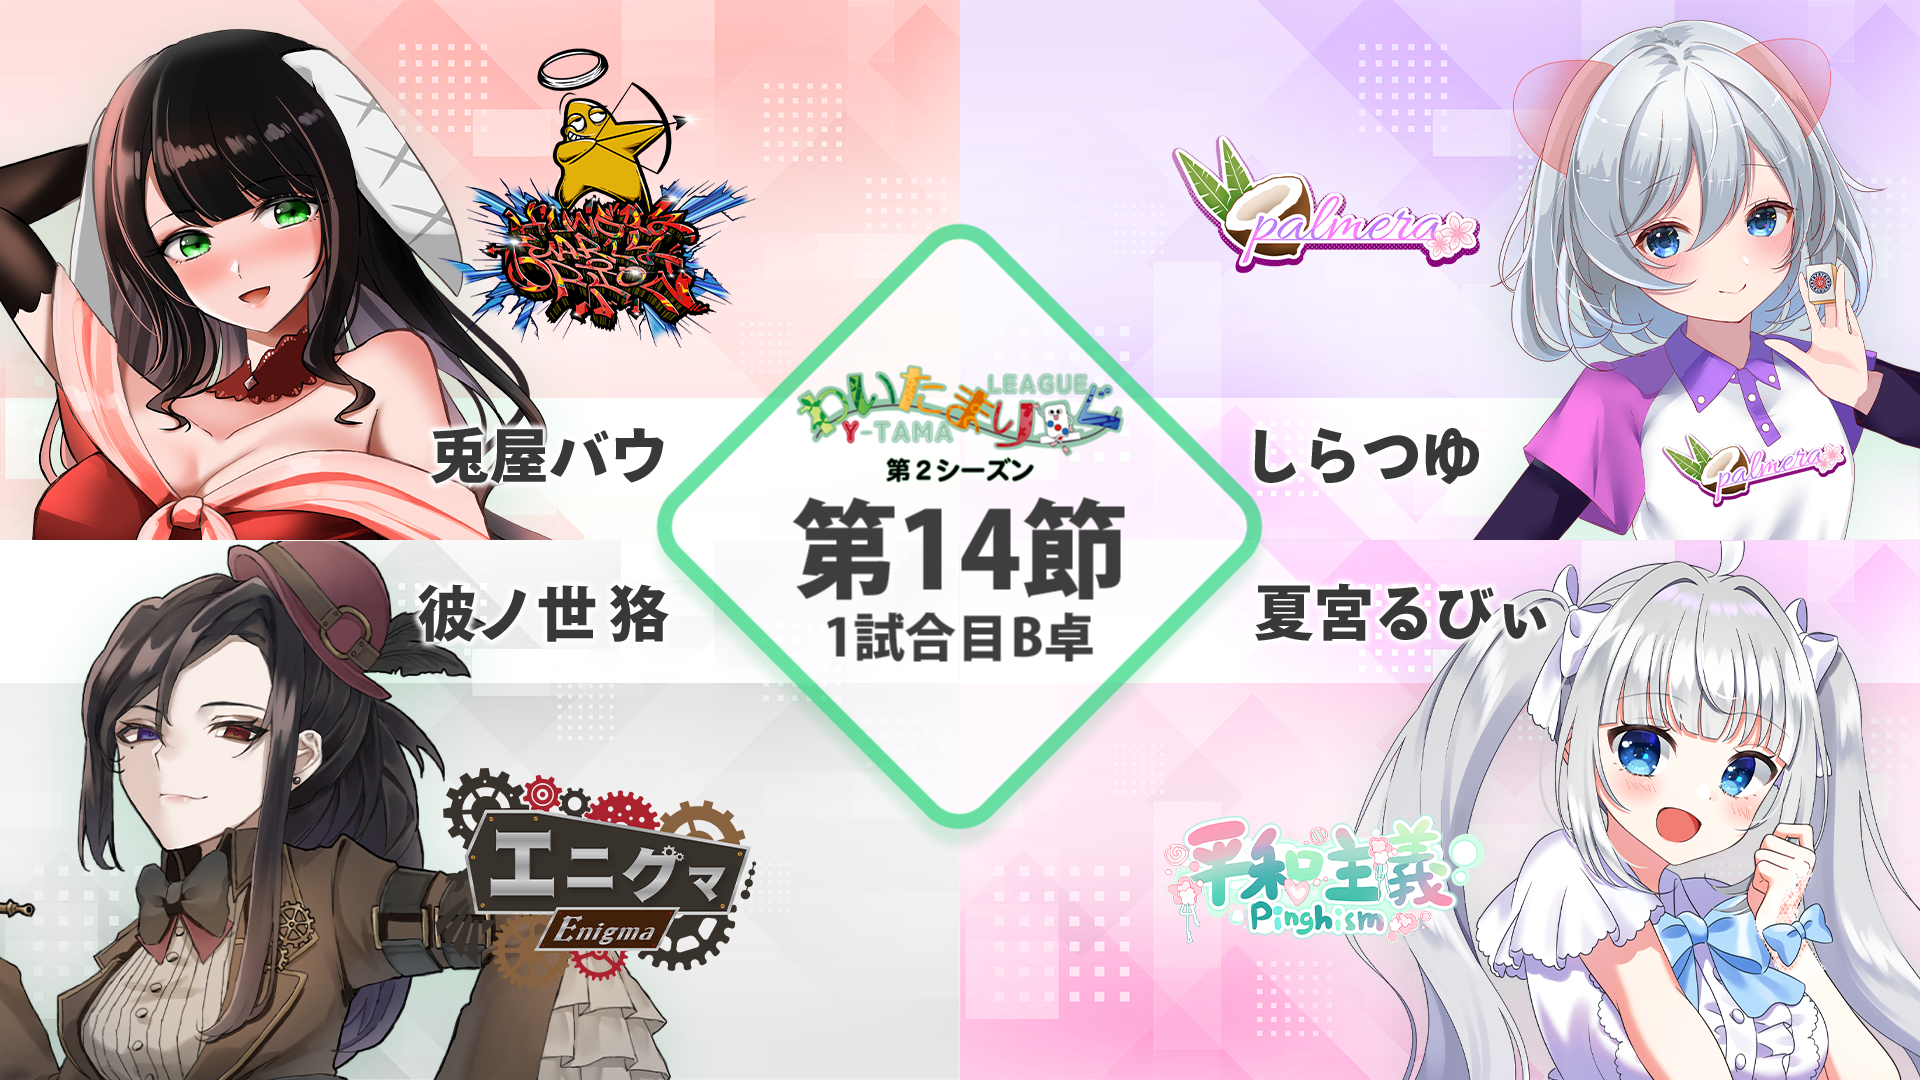 兎屋バウ
palmera
しらつゆ
palmera
わいたまりーぐ
LEAGUE
Y-TAMA
第2シーズン
第14節
1試合目B卓
彼ノ世 狢
エニグマ
Enigma
夏宮るびぃ
平和主義
Pinghism